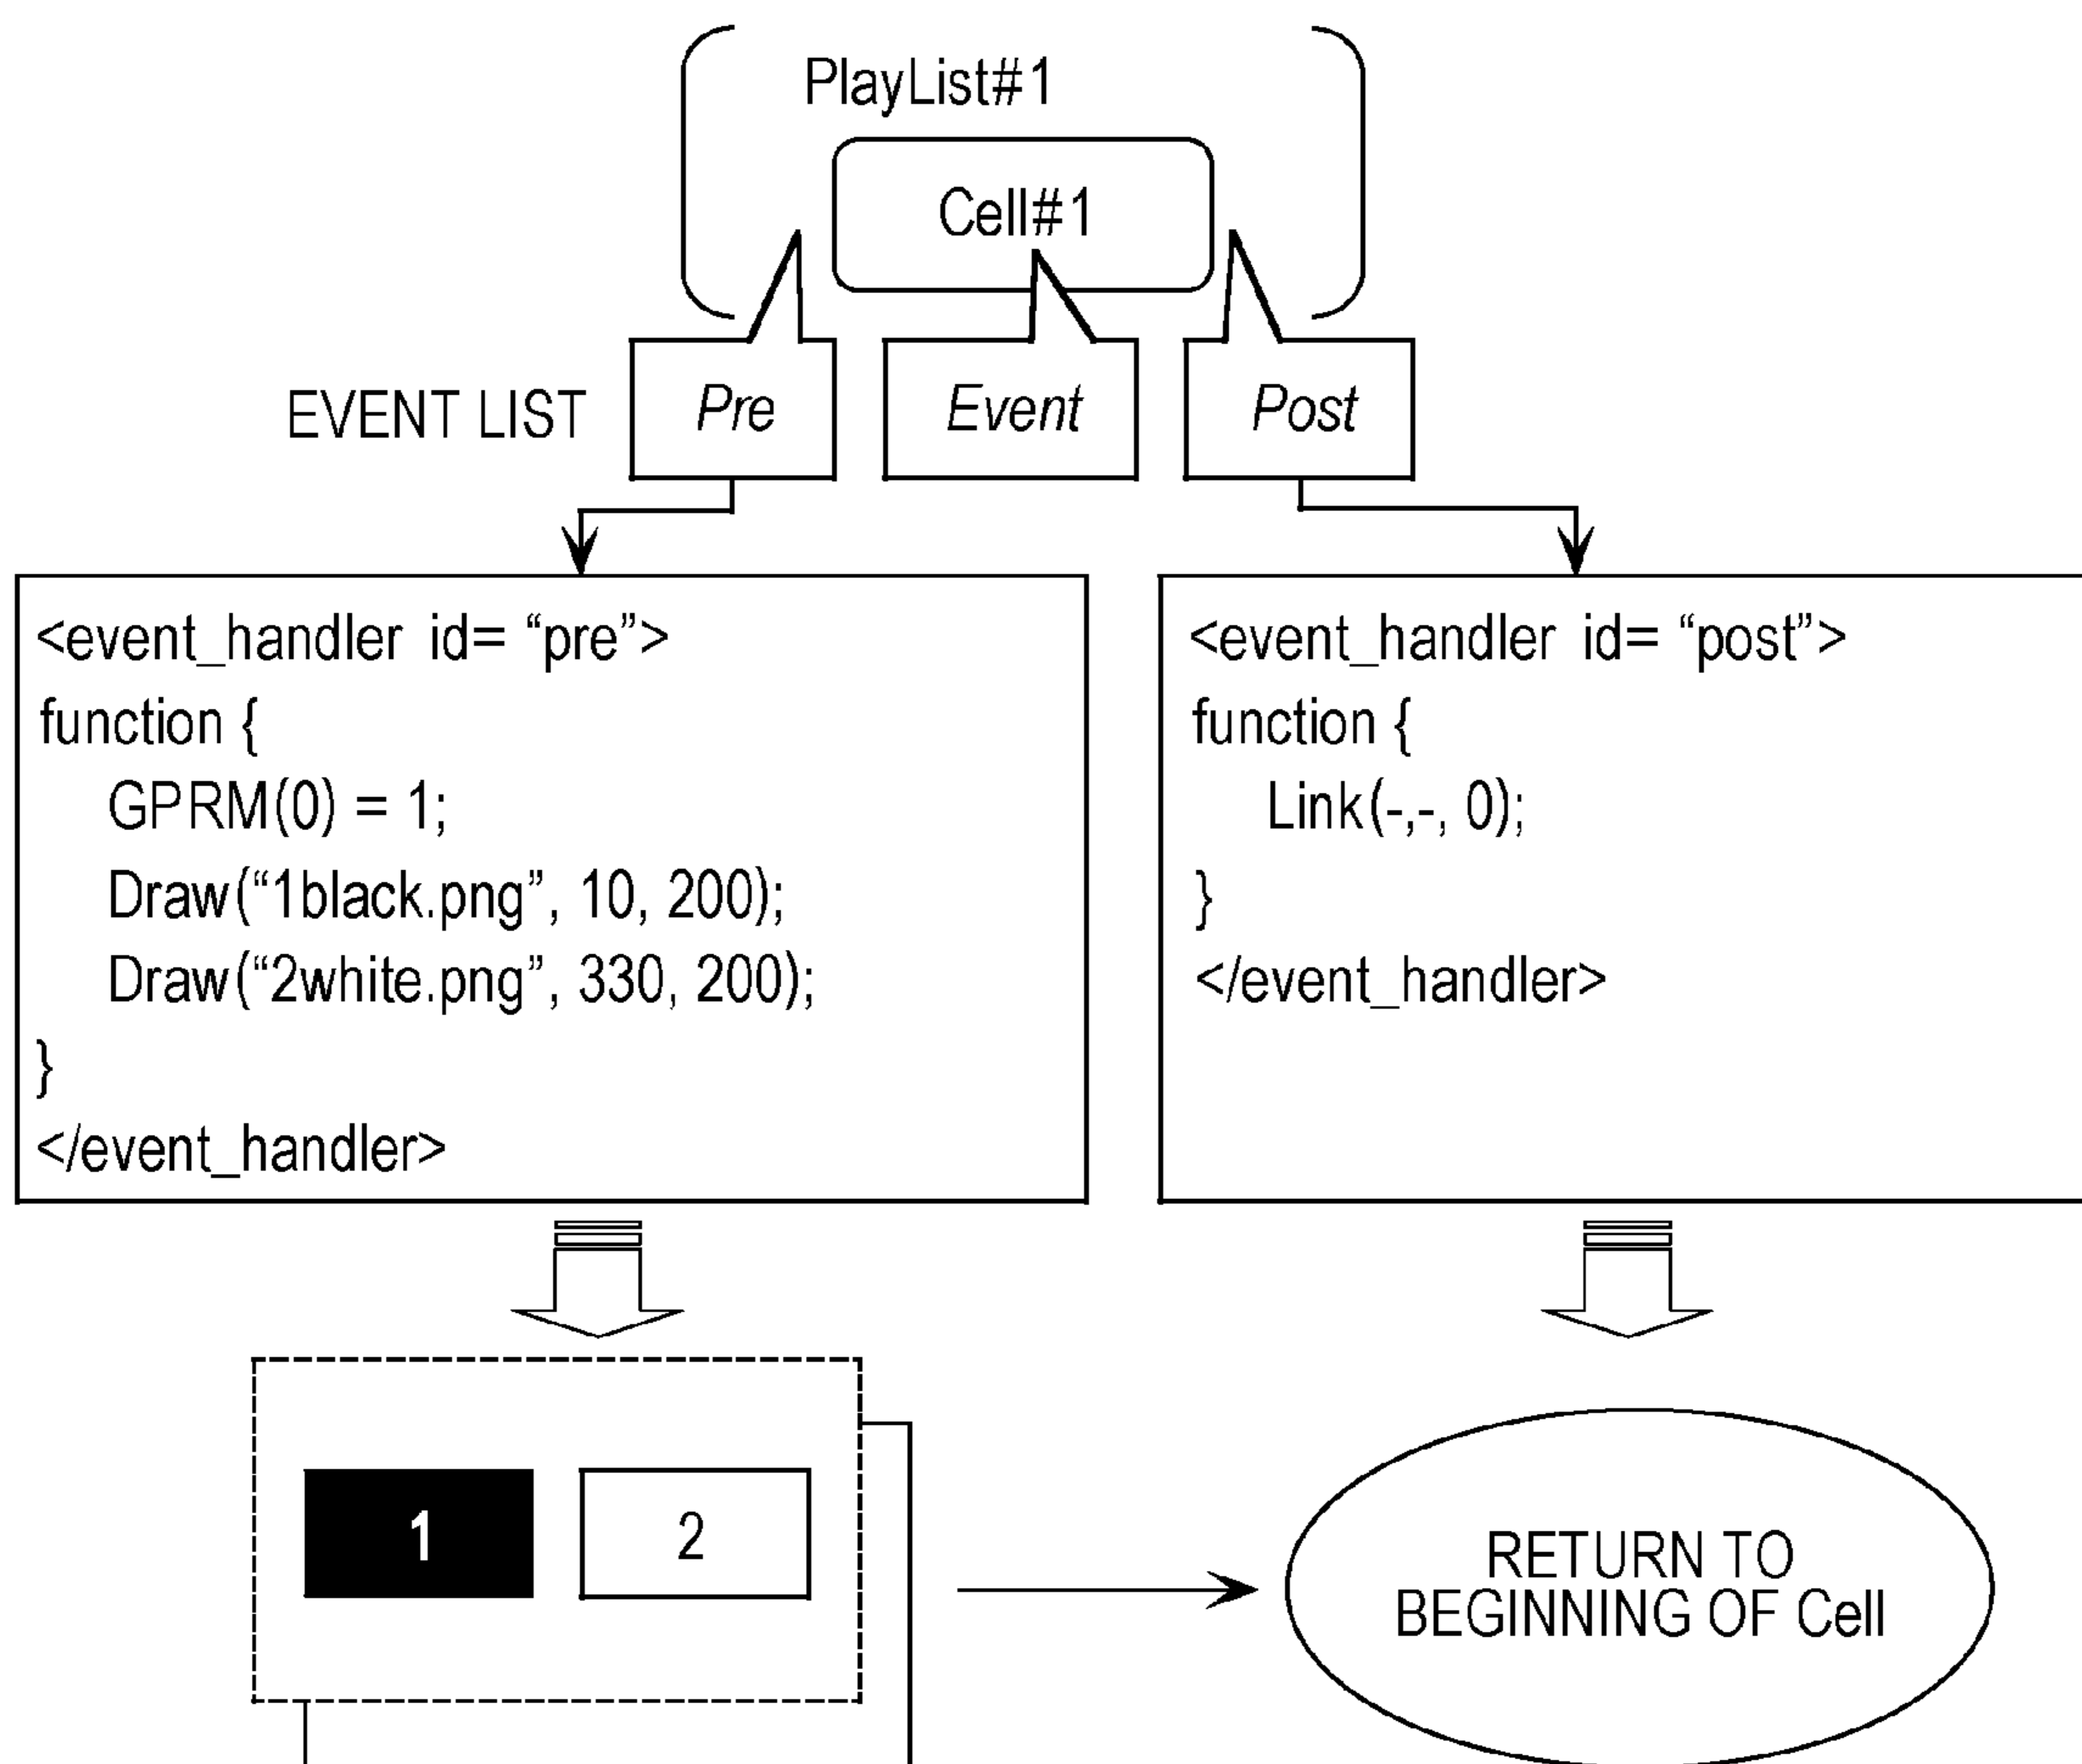 PlayList#1
Cell#1
EVENT LIST
Pre
Event
Post
<event_handler id= “pre”>
function {
GPRM(0) = 1;
Draw(“1black.png”, 10, 200);
Draw(“2white.png”, 330, 200);
}
</event_handler>
<event_handler id= “post”>
function {
Link(-,-, 0);
}
</event_handler>
1
2
RETURN TO
BEGINNING OF Cell